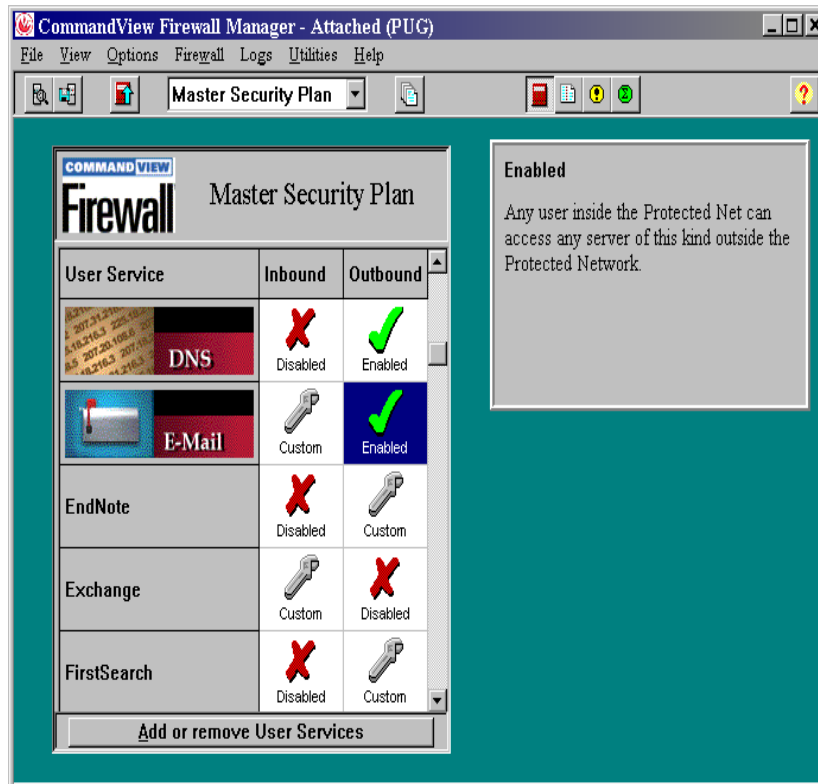 CommandView Firewall Manager - Attached (PUG)
File View Options Firewall Logs Utilities Help
Master Security Plan
?
COMMANDVIEW
Firewall
Master Security Plan
User Service Inbound Outbound
DNS
Disabled Enabled
E-Mail
Custom Enabled
EndNote
Disabled Custom
Exchange
Custom Disabled
FirstSearch
Disabled Custom
Add or remove User Services
Enabled
Any user inside the Protected Net can
access any server of this kind outside the
Protected Network.